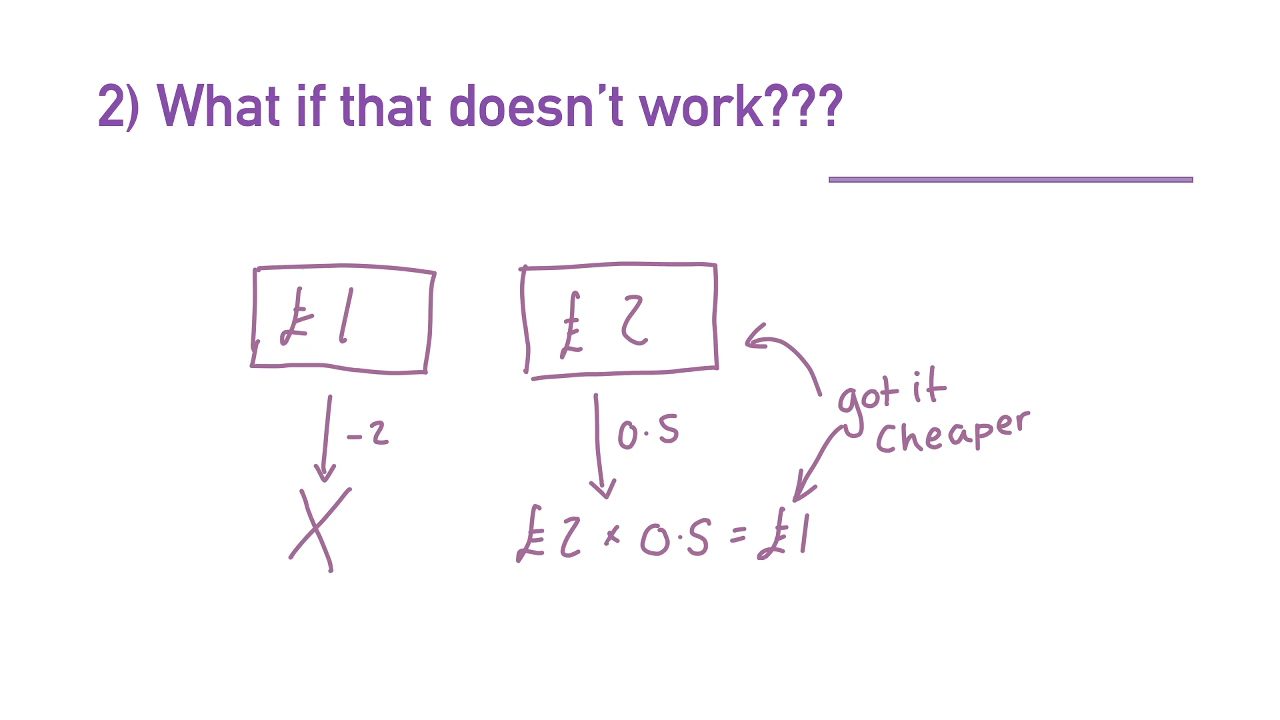 2) What if that doesn't work???
£1
£2
got it
cheaper
-2
0.5
X
£2 × 0.5 = £1